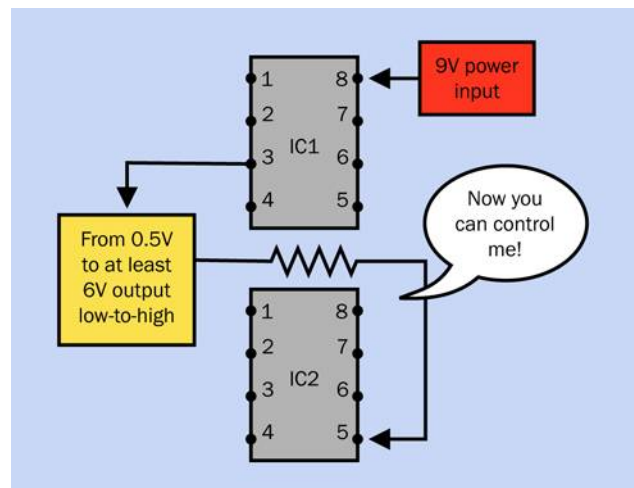 9V power
input
1 8
2 7
IC1
3 6
4 5
Now you
can control
me!
From 0.5V
to at least
6V output
low-to-high
1 8
2 7
IC2
3 6
4 5